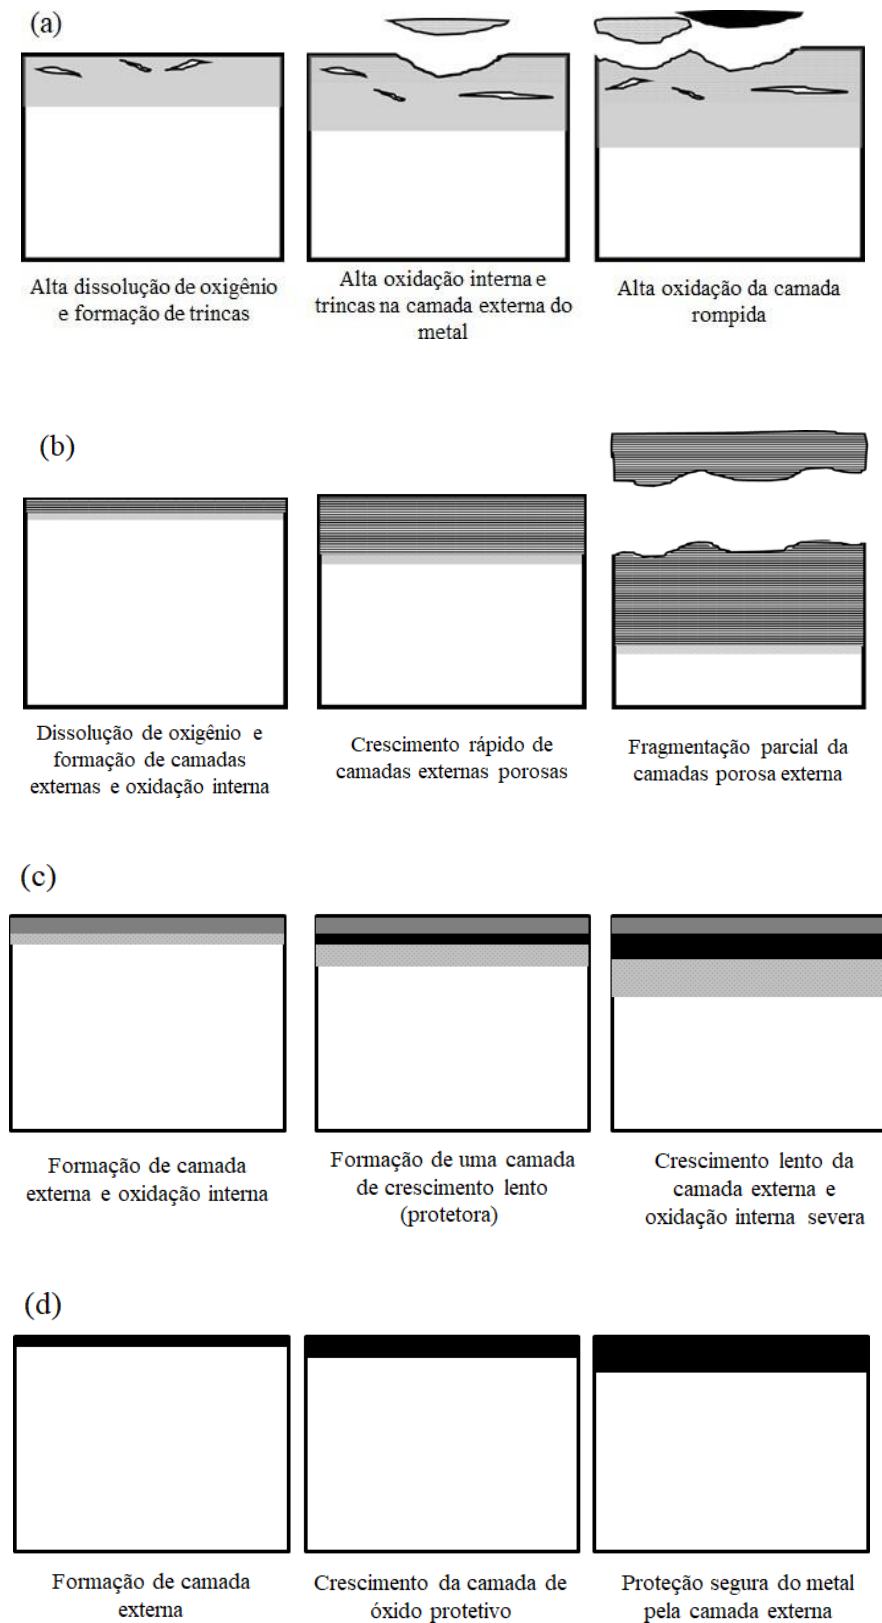 (a)
Alta dissolução de oxigênio
e formação de trincas
Alta oxidação interna e
trincas na camada externa do
metal
Alta oxidação da camada
rompida
(b)
Dissolução de oxigênio e
formação de camadas
externas e oxidação interna
Crescimento rápido de
camadas externas porosas
Fragmentação parcial da
camadas porosa externa
(c)
Formação de camada
externa e oxidação interna
Formação de uma camada
de crescimento lento
(protetora)
Crescimento lento da
camada externa e
oxidação interna severa
(d)
Formação de camada
externa
Crescimento da camada de
óxido protetivo
Proteção segura do metal
pela camada externa